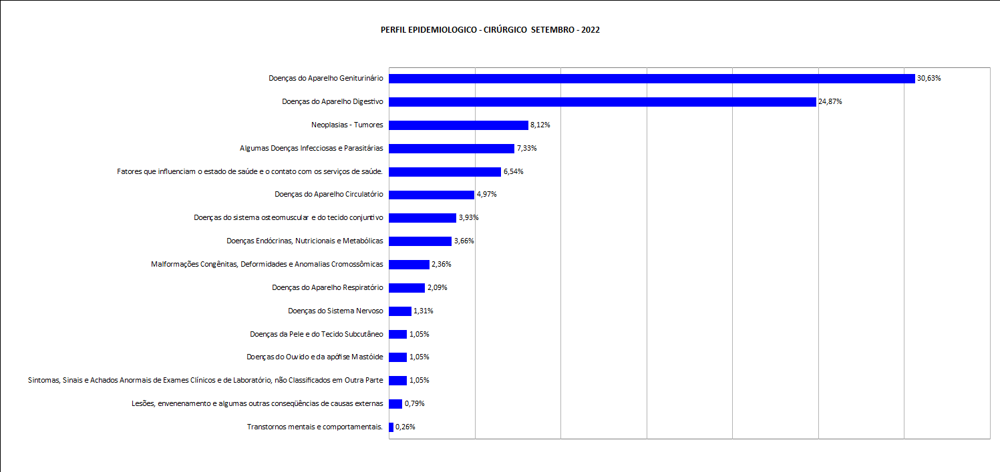 PERFIL EPIDEMIOLOGICO - CIRÚRGICO SETEMBRO - 2022
Doenças do Aparelho Geniturinário 30,63%
Doenças do Aparelho Digestivo 24,87%
Neoplasias - Tumores 8,12%
Algumas Doenças Infecciosas e Parasitárias 7,33%
Fatores que influenciam o estado de saúde e o contato com os serviços de saúde. 6,54%
Doenças do Aparelho Circulatório 4,97%
Doenças do sistema osteomuscular e do tecido conjuntivo 3,93%
Doenças Endócrinas, Nutricionais e Metabólicas 3,66%
Malformações Congênitas, Deformidades e Anomalias Cromossômicas 2,36%
Doenças do Aparelho Respiratório 2,09%
Doenças do Sistema Nervoso 1,31%
Doenças da Pele e do Tecido Subcutâneo 1,05%
Doenças do Ouvido e da apófise Mastóide 1,05%
Sintomas, Sinais e Achados Anormais de Exames Clínicos e de Laboratório, não Classificados em Outra Parte 1,05%
Lesões, envenenamento e algumas outras conseqüências de causas externas 0,79%
Transtornos mentais e comportamentais. 0,26%